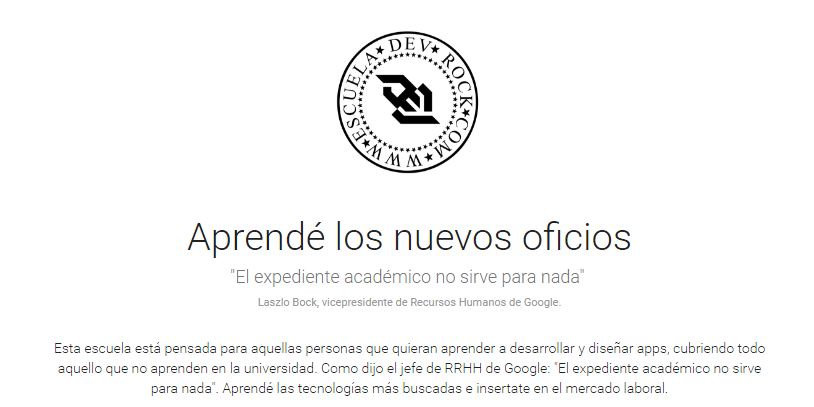 WWW★ESCUELA★DEV★ROCK★COM
Aprendé los nuevos oficios
"El expediente académico no sirve para nada"
Laszlo Bock, vicepresidente de Recursos Humanos de Google.
Esta escuela está pensada para aquellas personas que quieran aprender a desarrollar y diseñar apps, cubriendo todo
aquello que no aprenden en la universidad. Como dijo el jefe de RRHH de Google: "El expediente académico no sirve
para nada". Aprendé las tecnologías más buscadas e insertate en el mercado laboral.